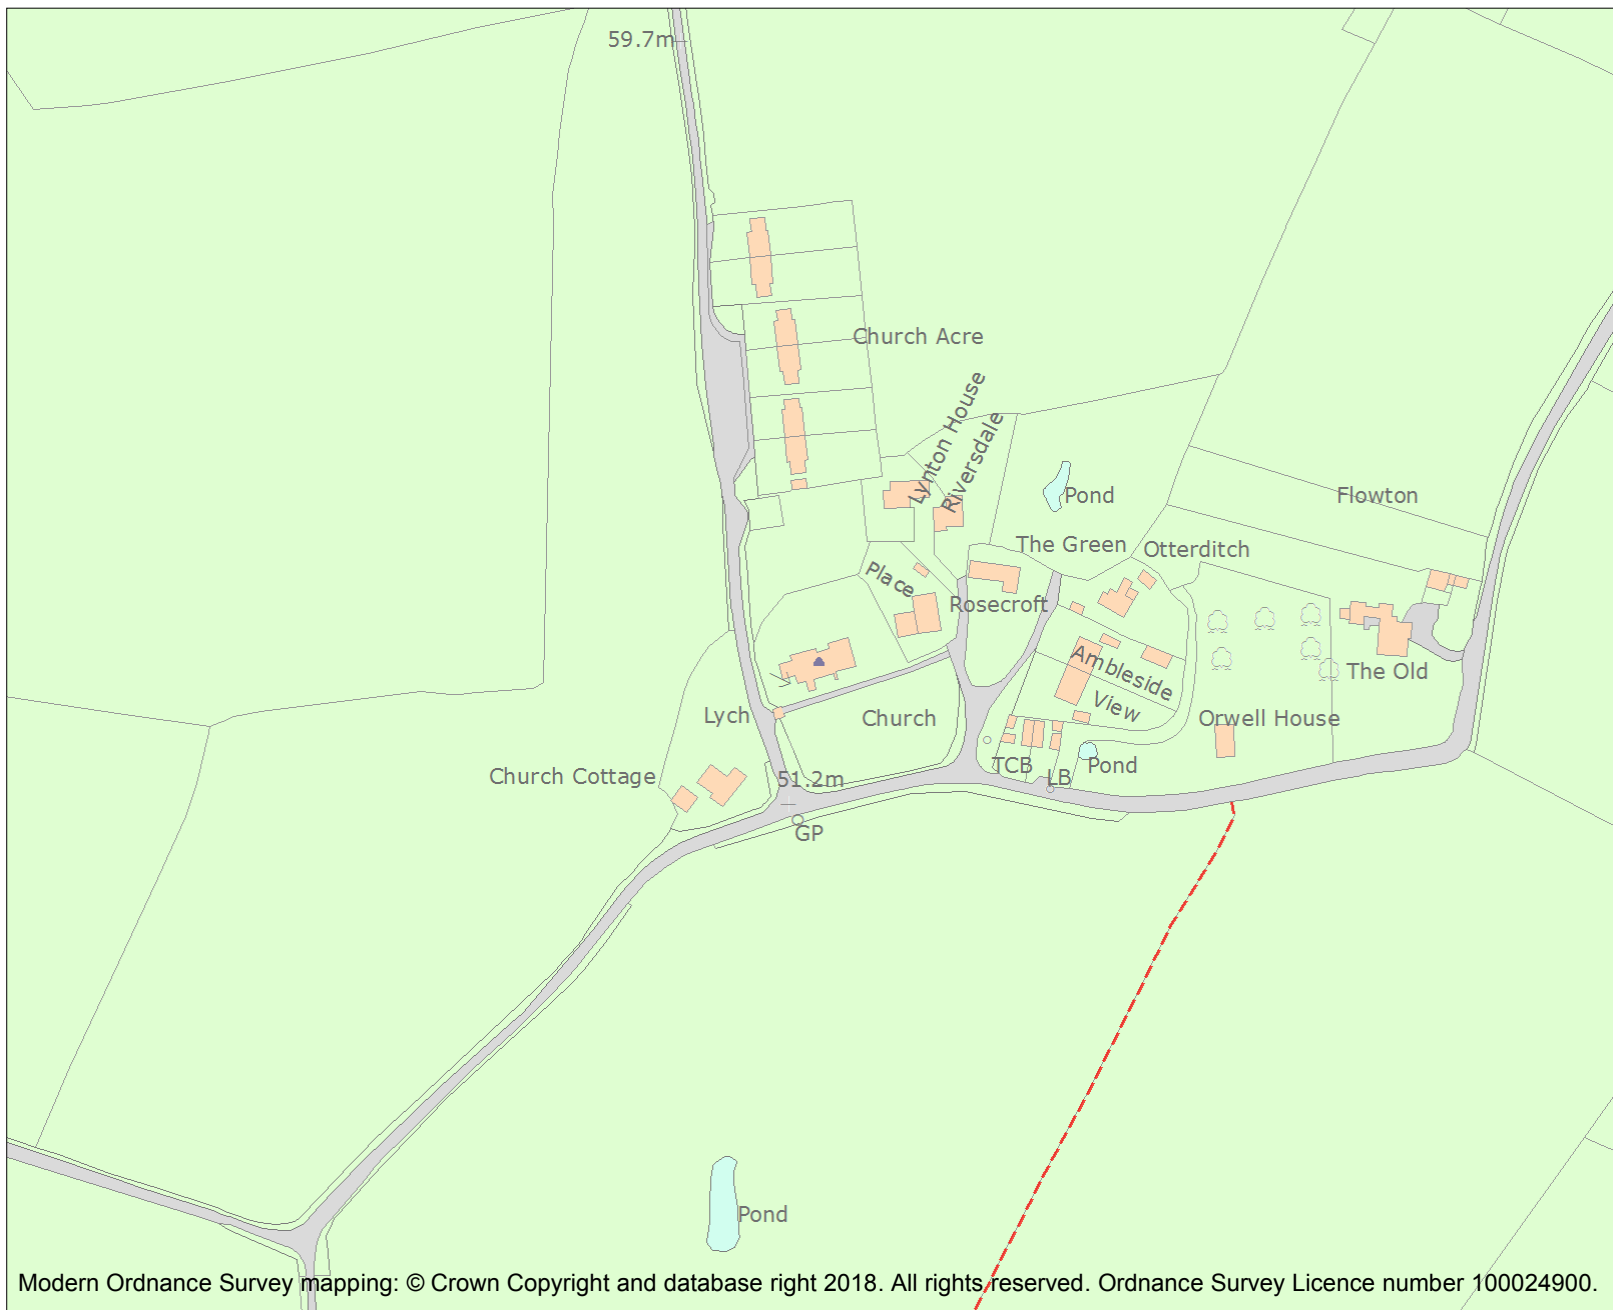 59.7m
Church Acre
Lynton House
Riversdale
Pond
Flowton
The Green
Otterditch
Place
Rosecroft
Ambleside
The Old
View
Lych
Church
Orwell House
TCB
Pond
Church Cottage
51.2m
LB
GP
Pond
Modern Ordnance Survey mapping: © Crown Copyright and database right 2018. All rights reserved. Ordnance Survey Licence number 100024900.